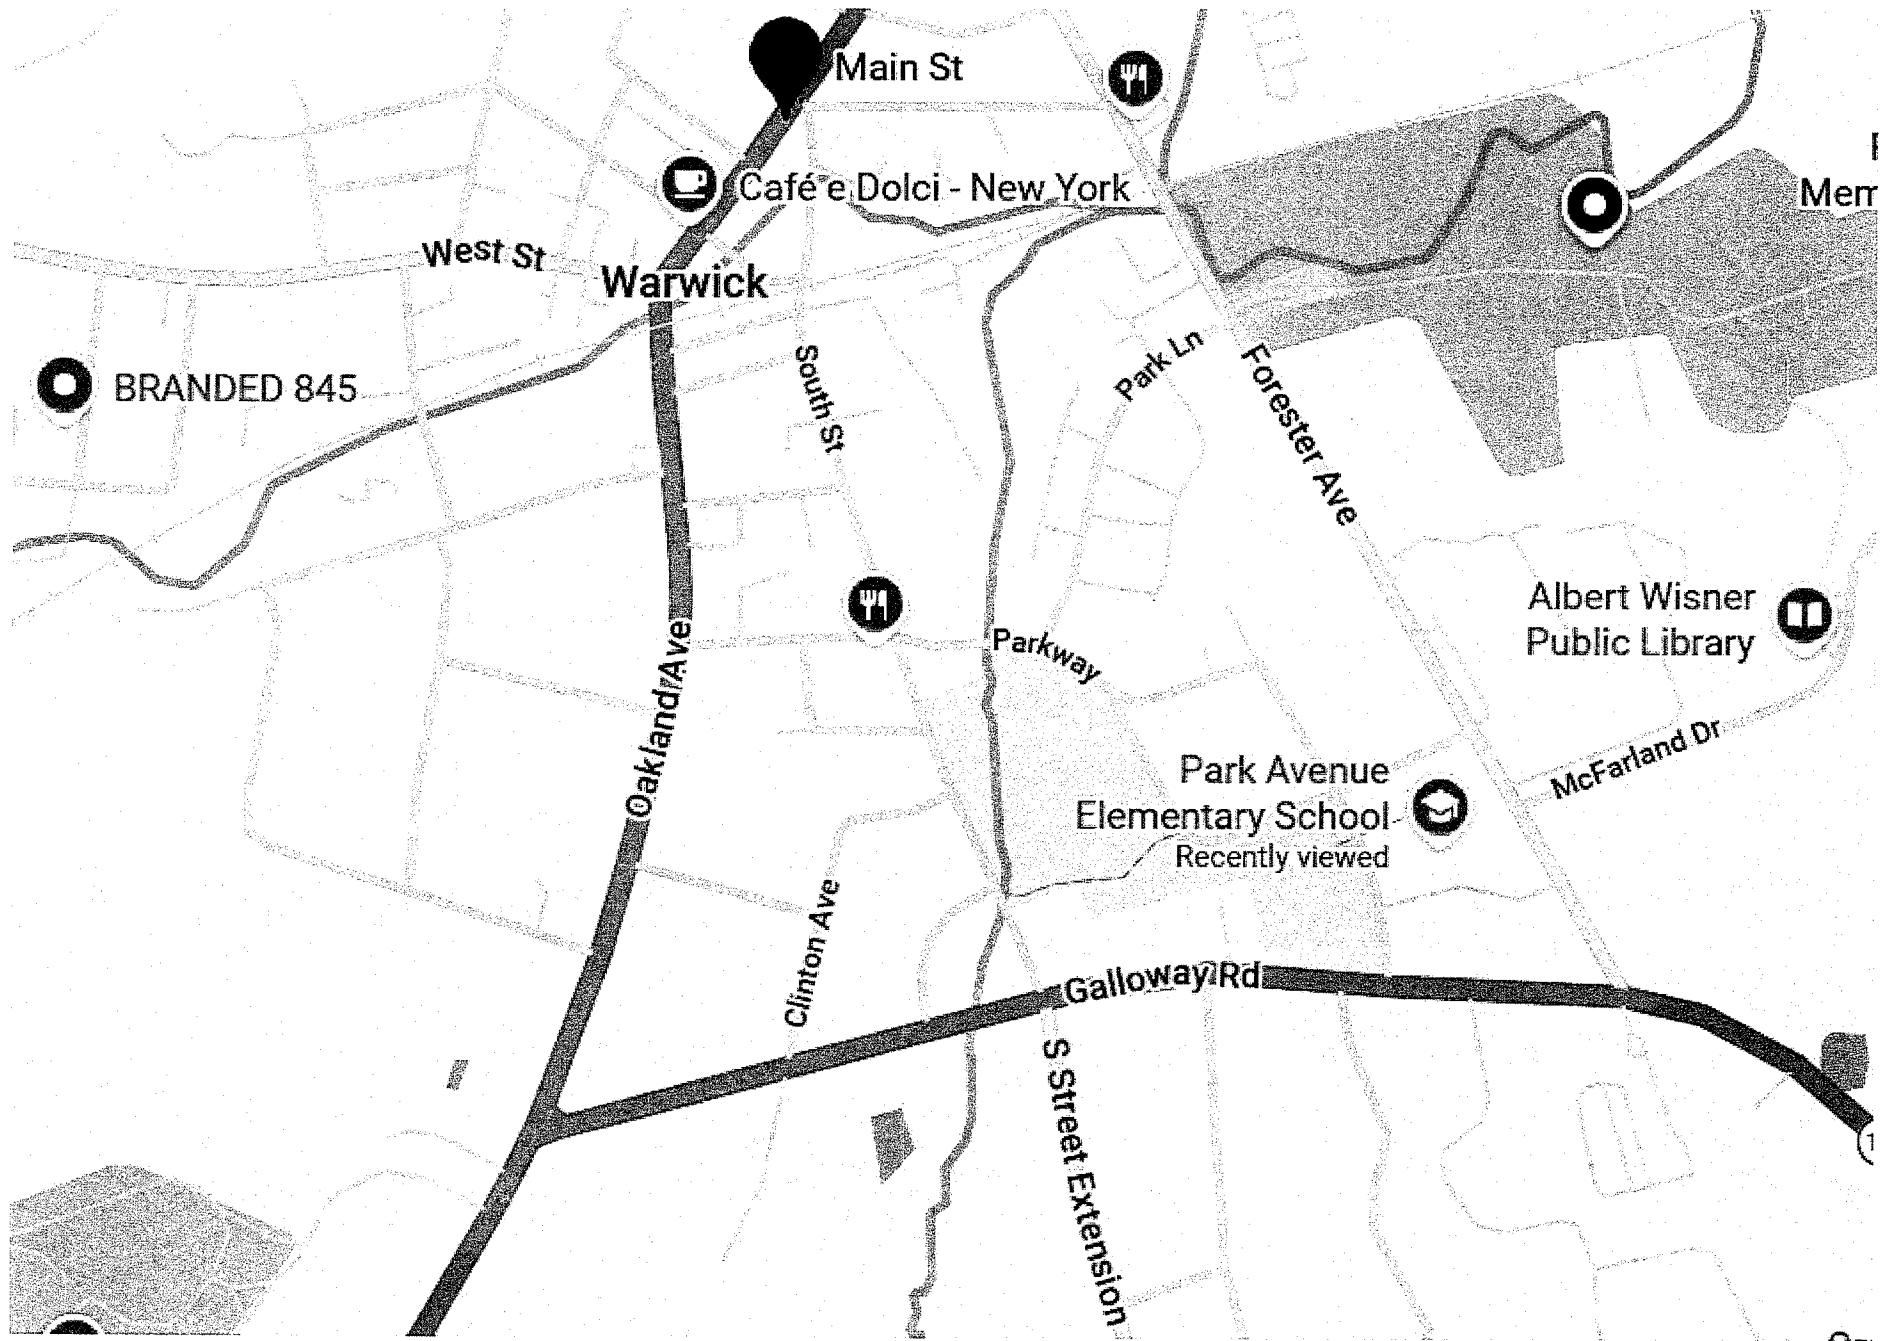 Main St
Café e Dolci - New York
Mem
West St
Warwick
BRANDED 845
South St
Park Ln
Forester Ave
Albert Wisner
Public Library
Parkway
Oakland Ave
McFarland Dr
Park Avenue
Elementary School
Recently viewed
Clinton Ave
Galloway Rd
S Street Extension